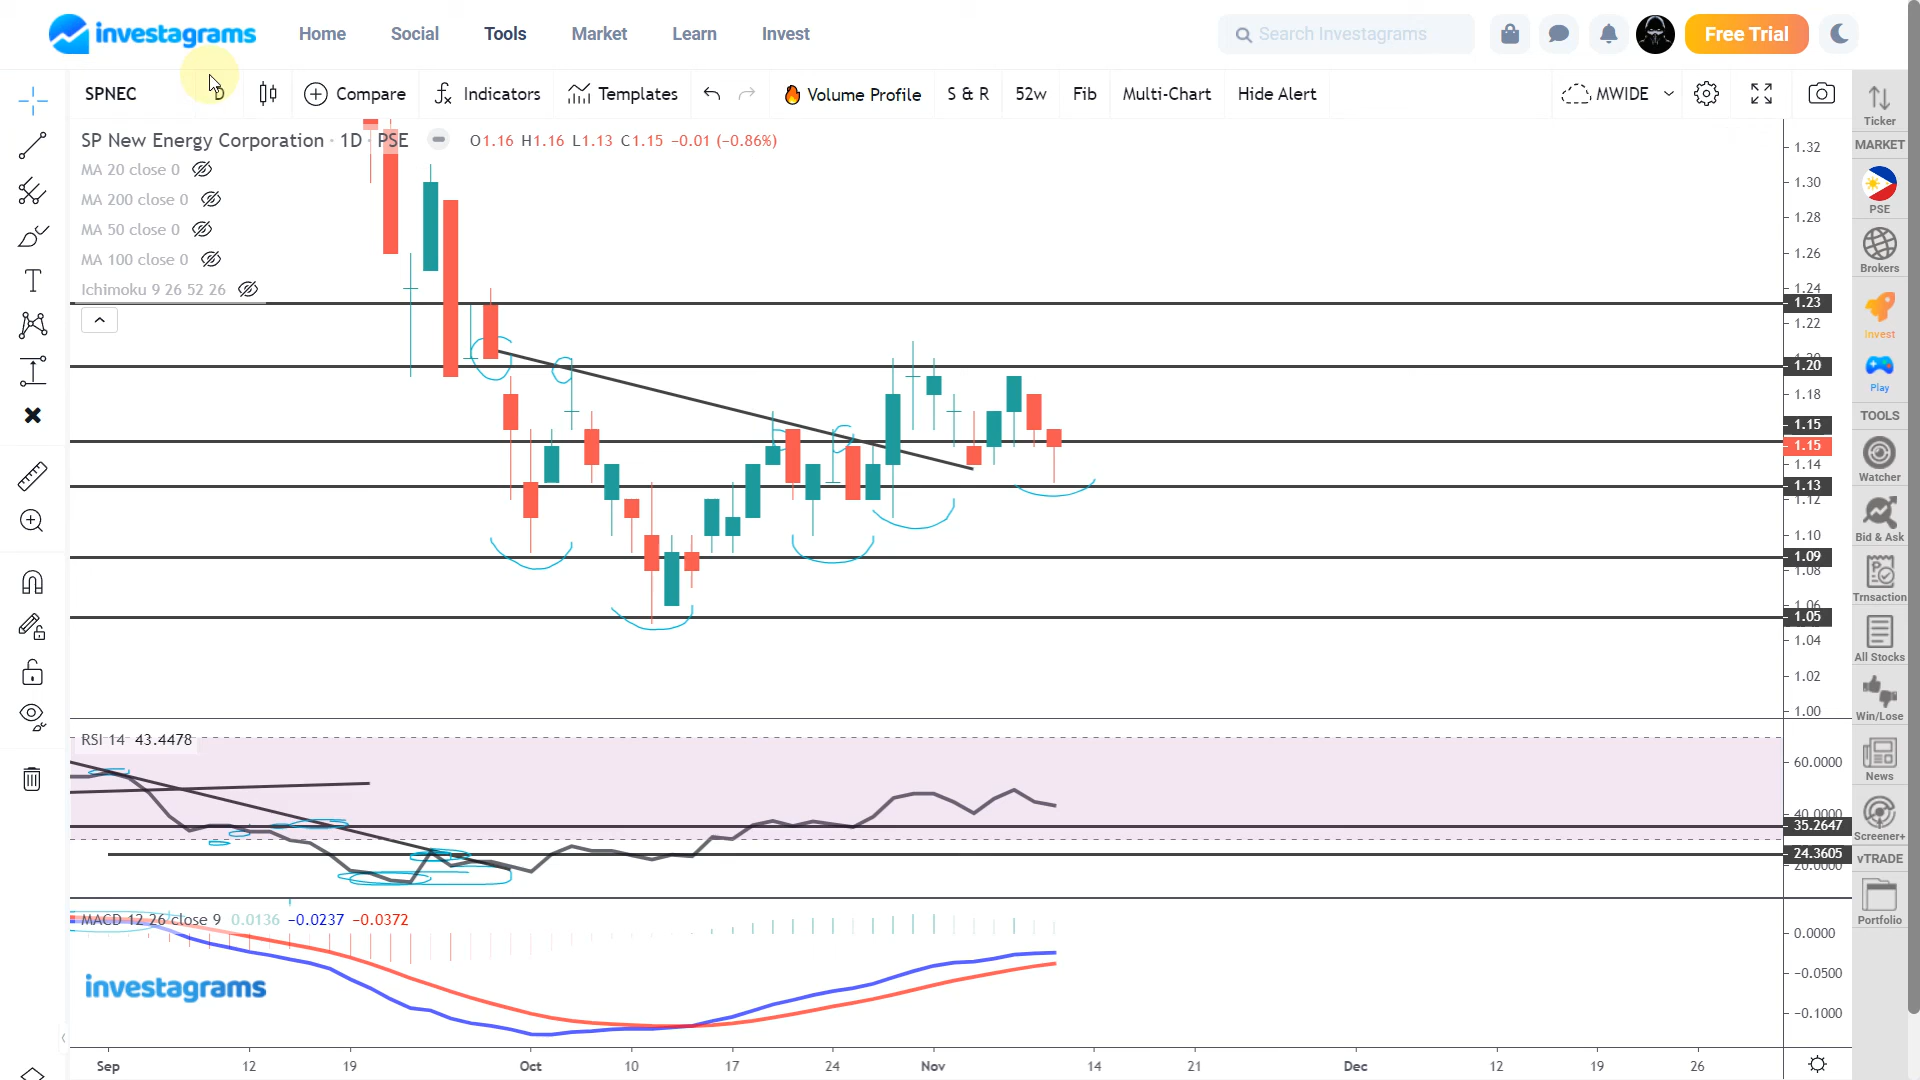 investagrams
Home Social Tools Market Learn Invest
Search Investagrams
Free Trial
SPNEC D Compare Indicators Templates Volume Profile S & R 52w Fib Multi-Chart Hide Alert MWIDE
SP New Energy Corporation · 1D · PSE O1.16 H1.16 L1.13 C1.15 −0.01 (−0.86%)
MA 20 close 0
MA 200 close 0
MA 50 close 0
MA 100 close 0
Ichimoku 9 26 52 26
1.32
1.30
1.28
1.26
1.24
1.23
1.22
1.20
1.18
1.15
1.15
1.14
1.13
1.12
1.10
1.09
1.08
1.06
1.05
1.04
1.02
1.00
RSI 14 43.4478
60.0000
40.0000
35.2647
24.3605
20.0000
MACD 12 26 close 9 0.0136 −0.0237 −0.0372
0.0000
−0.0500
−0.1000
investagrams
Sep 12 19 Oct 10 17 24 Nov 14 21 Dec 12 19 26
Ticker
MARKET
PSE
Brokers
Invest
Play
TOOLS
Watcher
Bid & Ask
Trnsaction
All Stocks
Win/Lose
News
Screener+
vTRADE
Portfolio